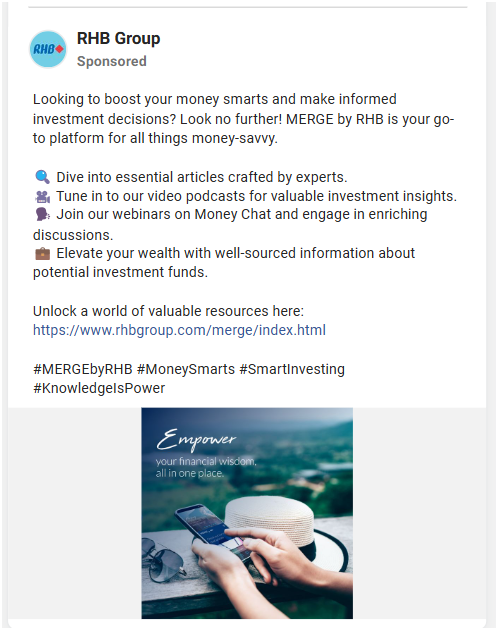 RHB
RHB Group
Sponsored
Looking to boost your money smarts and make informed
investment decisions? Look no further! MERGE by RHB is your go-
to platform for all things money-savvy.
🔍 Dive into essential articles crafted by experts.
🎥 Tune in to our video podcasts for valuable investment insights.
🗣 Join our webinars on Money Chat and engage in enriching
discussions.
💼 Elevate your wealth with well-sourced information about
potential investment funds.
Unlock a world of valuable resources here:
https://www.rhbgroup.com/merge/index.html
#MERGEbyRHB #MoneySmarts #SmartInvesting
#KnowledgeIsPower
Empower
your financial wisdom,
all in one place.